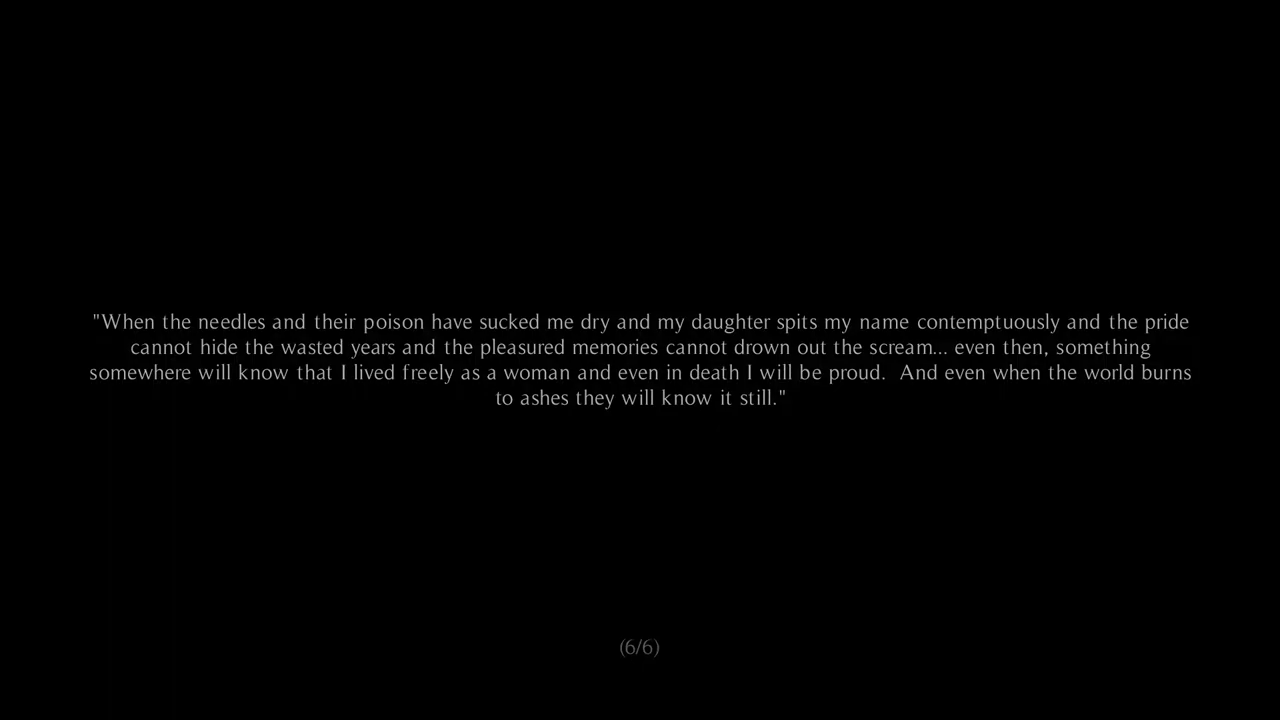 "When the needles and their poison have sucked me dry and my daughter spits my name contemptuously and the pride
cannot hide the wasted years and the pleasured memories cannot drown out the scream... even then, something
somewhere will know that I lived freely as a woman and even in death I will be proud.  And even when the world burns
to ashes they will know it still."
(6/6)